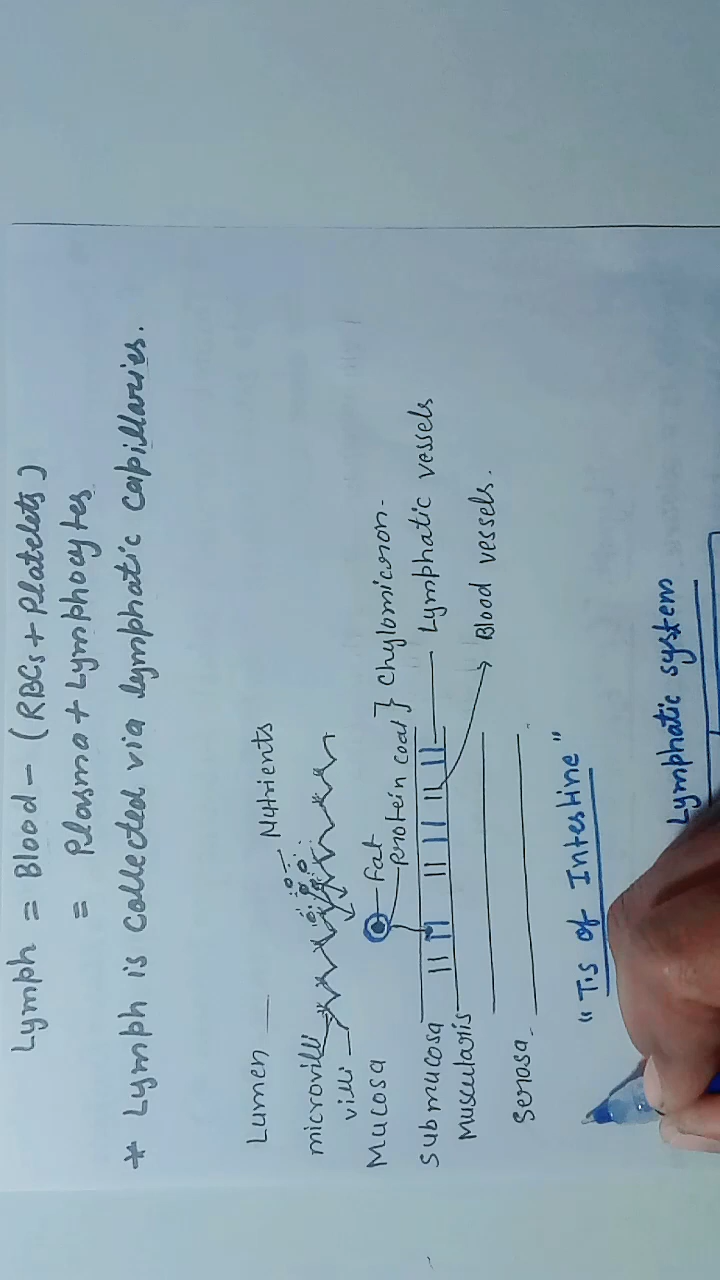 Lymph = Blood - (RBCs + Platelets)
= Plasma + Lymphocytes
* Lymph is collected via lymphatic capillaries.
Lumen
Nutrients
microvilli
villi
Mucosa
Fat
protein coat } Chylomicron.
Submucosa
Lymphatic vessels
Muscularis
Blood vessels.
Serosa
"T.S of Intestine"
Lymphatic system